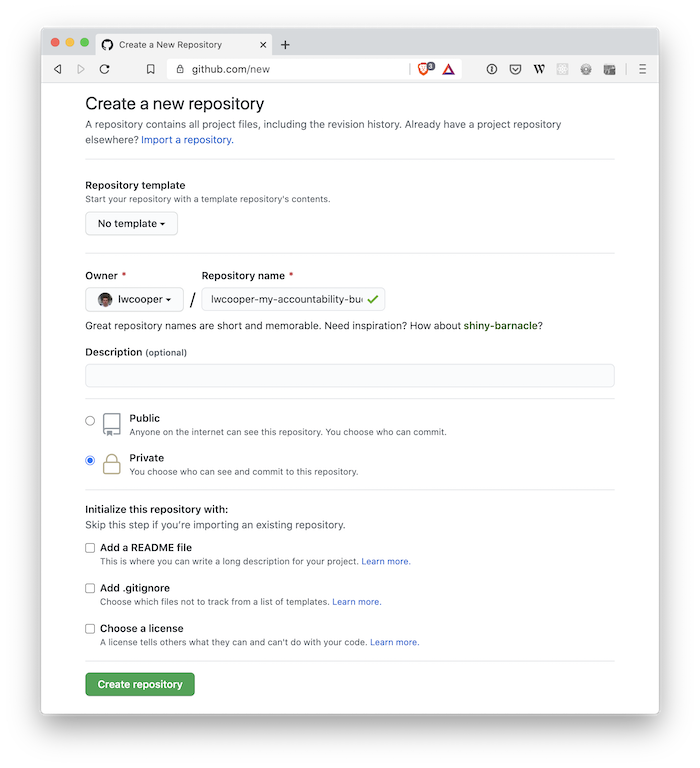 Create a New Repository
github.com/new
3
W
Create a new repository
A repository contains all project files, including the revision history. Already have a project repository
elsewhere? Import a repository.
Repository template
Start your repository with a template repository's contents.
No template
Owner * Repository name *
lwcooper / lwcooper-my-accountability-bu
Great repository names are short and memorable. Need inspiration? How about shiny-barnacle?
Description (optional)
Public
Anyone on the internet can see this repository. You choose who can commit.
Private
You choose who can see and commit to this repository.
Initialize this repository with:
Skip this step if you're importing an existing repository.
Add a README file
This is where you can write a long description for your project. Learn more.
Add .gitignore
Choose which files not to track from a list of templates. Learn more.
Choose a license
A license tells others what they can and can't do with your code. Learn more.
Create repository